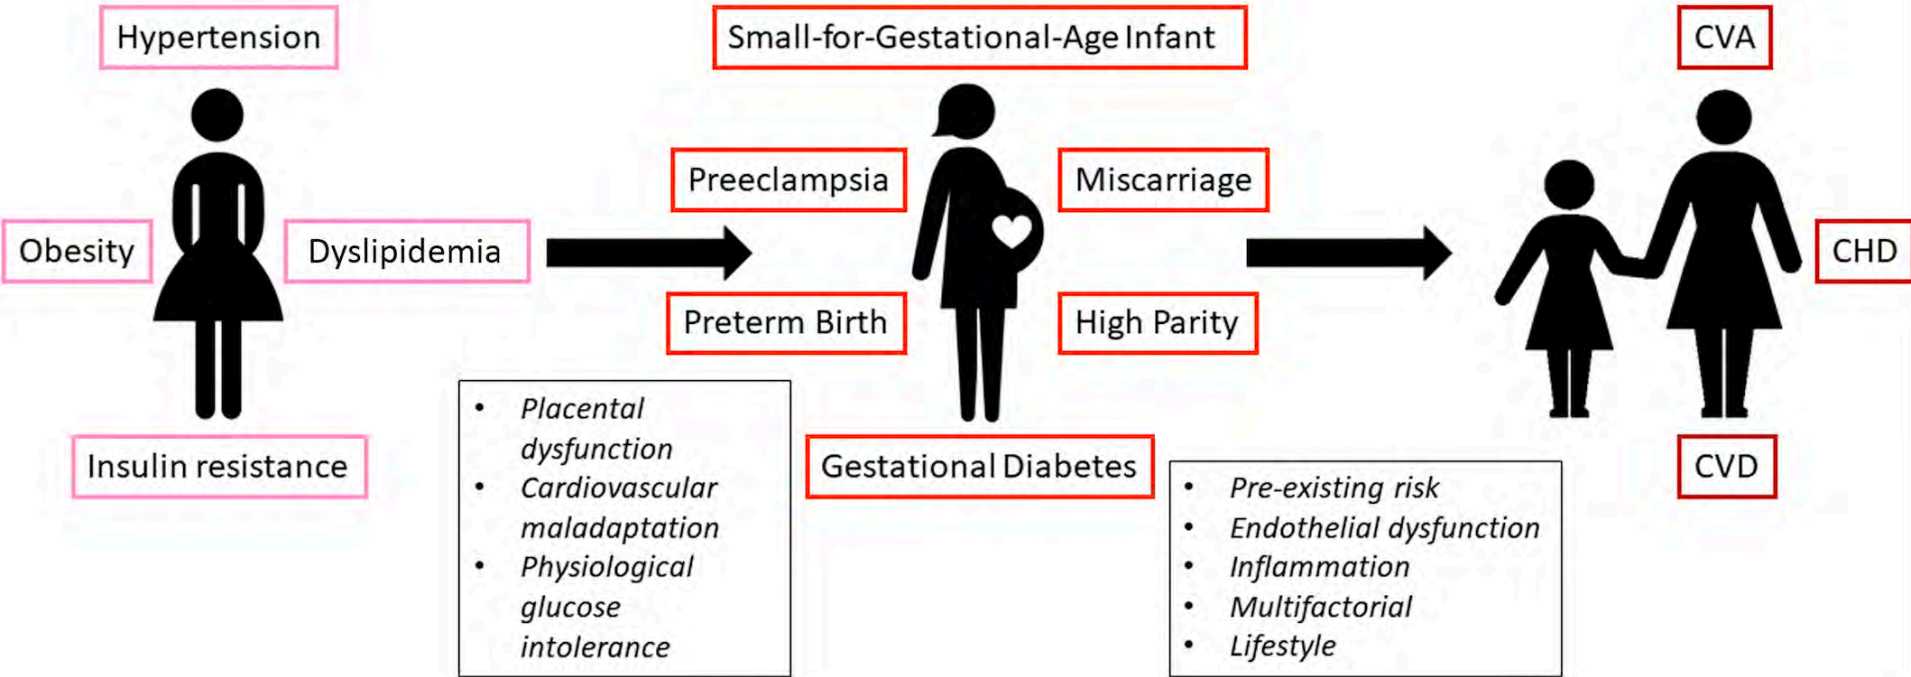 Hypertension
Obesity
Dyslipidemia
Insulin resistance
• Placental
dysfunction
• Cardiovascular
maladaptation
• Physiological
glucose
intolerance
Small-for-Gestational-Age Infant
Preeclampsia
Miscarriage
Preterm Birth
High Parity
Gestational Diabetes
• Pre-existing risk
• Endothelial dysfunction
• Inflammation
• Multifactorial
• Lifestyle
CVA
CHD
CVD